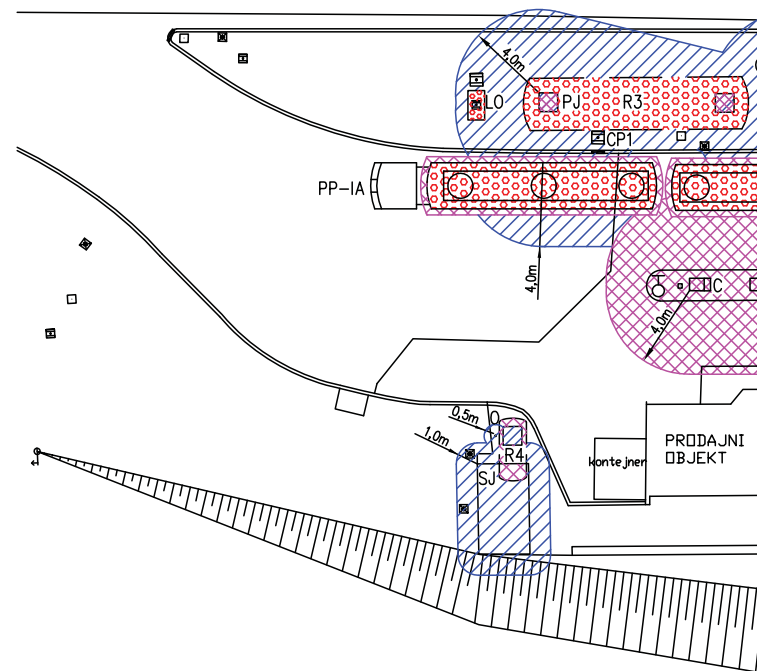 4,0m
LO
PJ
R3
CP1
PP-IA
4,0m
C
4,0m
0,5m
O
1,0m
R4
SJ
kontejner
PRODAJNI
OBJEKT